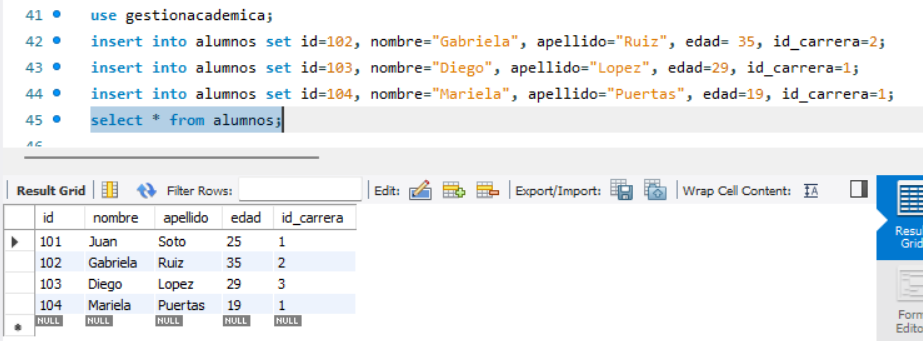 41 use gestionacademica;
42 insert into alumnos set id=102, nombre="Gabriela", apellido="Ruiz", edad= 35, id_carrera=2;
43 insert into alumnos set id=103, nombre="Diego", apellido="Lopez", edad=29, id_carrera=1;
44 insert into alumnos set id=104, nombre="Mariela", apellido="Puertas", edad=19, id_carrera=1;
45 select * from alumnos;
46
Result Grid Filter Rows: Edit: Export/Import: Wrap Cell Content: IA
id nombre apellido edad id_carrera
101 Juan Soto 25 1
102 Gabriela Ruiz 35 2
103 Diego Lopez 29 3
104 Mariela Puertas 19 1
NULL NULL NULL NULL NULL
Resul
Grid
Form
Edito